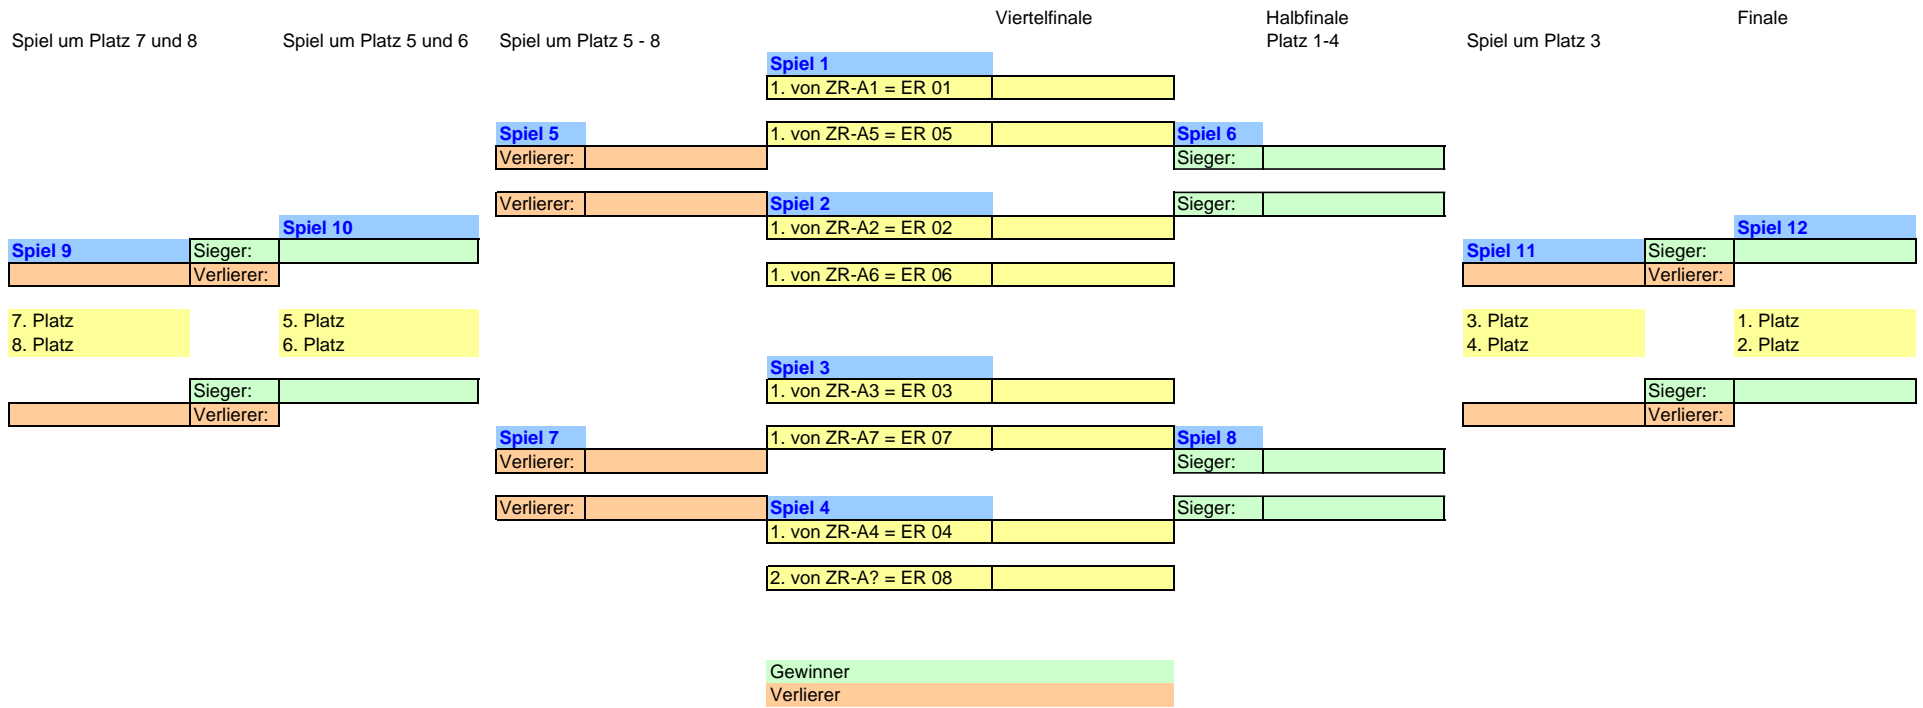 Viertelfinale Halbfinale Finale
Spiel um Platz 7 und 8 Spiel um Platz 5 und 6 Spiel um Platz 5 - 8 Platz 1-4 Spiel um Platz 3
Spiel 1
1. von ZR-A1 = ER 01
Spiel 5 1. von ZR-A5 = ER 05 Spiel 6
Verlierer: Sieger:
Verlierer: Spiel 2 Sieger:
Spiel 10 1. von ZR-A2 = ER 02 Spiel 12
Spiel 9 Sieger: Spiel 11 Sieger:
Verlierer: 1. von ZR-A6 = ER 06 Verlierer:
7. Platz 5. Platz 3. Platz 1. Platz
8. Platz 6. Platz 4. Platz 2. Platz
Spiel 3
Sieger: 1. von ZR-A3 = ER 03 Sieger:
Verlierer: Verlierer:
Spiel 7 1. von ZR-A7 = ER 07 Spiel 8
Verlierer: Sieger:
Verlierer: Spiel 4 Sieger:
1. von ZR-A4 = ER 04
2. von ZR-A? = ER 08
Gewinner
Verlierer